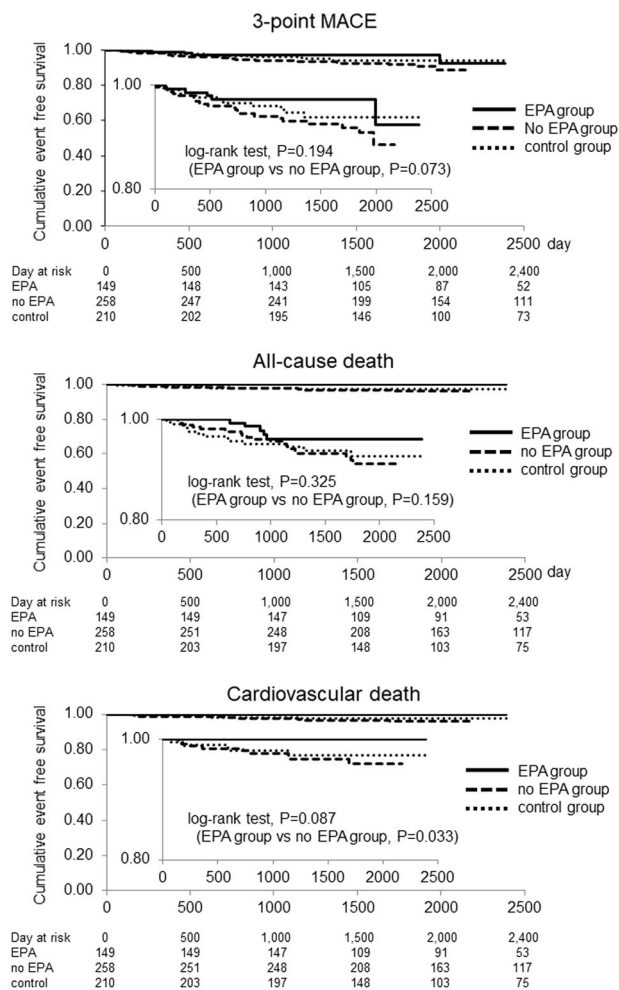 3-point MACE
Cumulative event free survival
1.00
0.80
0.60
0.40
0.20
0.00
1.00
0.80
log-rank test, P=0.194
(EPA group vs no EPA group, P=0.073)
0 500 1000 1500 2000 2500
EPA group
No EPA group
control group
0 500 1000 1500 2000 2500 day
Day at risk 0 500 1,000 1,500 2,000 2,400
EPA 149 148 143 105 87 52
no EPA 258 247 241 199 154 111
control 210 202 195 146 100 73
All-cause death
Cumulative event free survival
1.00
0.80
0.60
0.40
0.20
0.00
1.00
0.80
log-rank test, P=0.325
(EPA group vs no EPA group, P=0.159)
0 500 1000 1500 2000 2500
EPA group
no EPA group
control group
0 500 1000 1500 2000 2500 day
Day at risk 0 500 1,000 1,500 2,000 2,400
EPA 149 149 147 109 91 53
no EPA 258 251 248 208 163 117
control 210 203 197 148 103 75
Cardiovascular death
Cumulative event free survival
1.00
0.80
0.60
0.40
0.20
0.00
1.00
0.80
log-rank test, P=0.087
(EPA group vs no EPA group, P=0.033)
0 500 1000 1500 2000 2500
EPA group
no EPA group
control group
0 500 1000 1500 2000 2500
Day at risk 0 500 1,000 1,500 2,000 2,400
EPA 149 149 147 109 91 53
no EPA 258 251 248 208 163 117
control 210 203 197 148 103 75